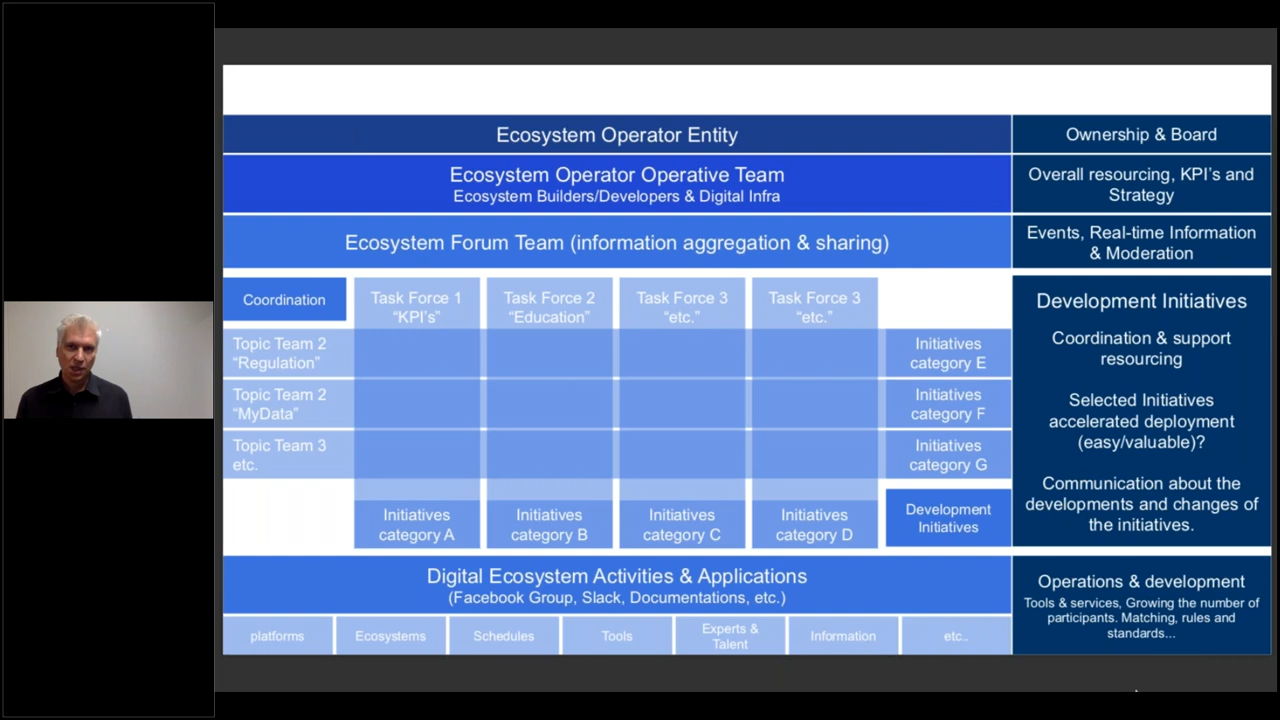 Ecosystem Operator Entity
Ownership & Board
Ecosystem Operator Operative Team
Ecosystem Builders/Developers & Digital Infra
Overall resourcing, KPI's and
Strategy
Ecosystem Forum Team (information aggregation & sharing)
Events, Real-time Information
& Moderation
Coordination
Task Force 1
“KPI’s”
Task Force 2
“Education”
Task Force 3
“etc.”
Task Force 3
“etc.”
Topic Team 2
“Regulation”
Initiatives
category E
Topic Team 2
“MyData”
Initiatives
category F
Topic Team 3
etc.
Initiatives
category G
Initiatives
category A
Initiatives
category B
Initiatives
category C
Initiatives
category D
Development
Initiatives
Development Initiatives
Coordination & support
resourcing
Selected Initiatives
accelerated deployment
(easy/valuable)?
Communication about the
developments and changes of
the initiatives.
Digital Ecosystem Activities & Applications
(Facebook Group, Slack, Documentations, etc.)
platforms
Ecosystems
Schedules
Tools
Experts &
Talent
Information
etc..
Operations & development
Tools & services, Growing the number of
participants. Matching, rules and
standards...